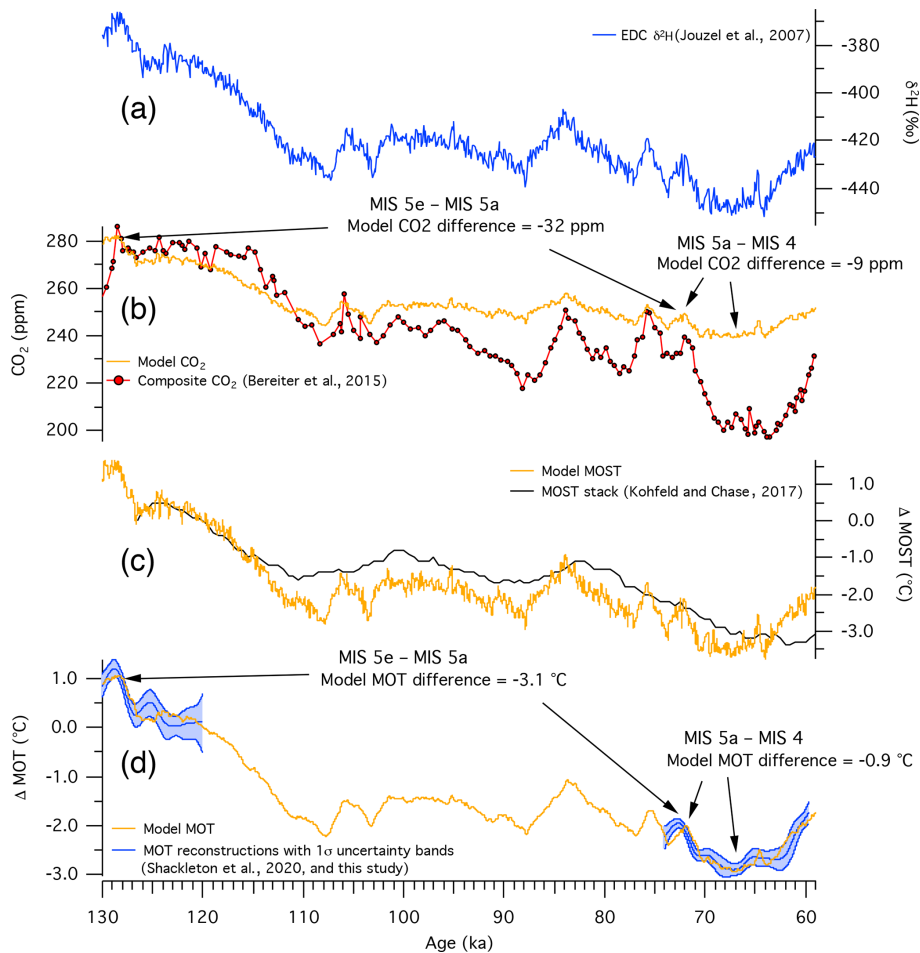 EDC δ²H(Jouzel et al., 2007)
-380
-400
-420
-440
δ²H(‰)
(a)
MIS 5e – MIS 5a
Model CO2 difference = -32 ppm
MIS 5a – MIS 4
Model CO2 difference = -9 ppm
280
260
240
220
200
CO₂ (ppm)
(b)
Model CO₂
Composite CO₂ (Bereiter et al., 2015)
Model MOST
MOST stack (Kohfeld and Chase, 2017)
1.0
0.0
-1.0
-2.0
-3.0
Δ MOST (°C)
(c)
MIS 5e – MIS 5a
Model MOT difference = -3.1 °C
MIS 5a – MIS 4
Model MOT difference = -0.9 °C
1.0
0.0
-1.0
-2.0
-3.0
Δ MOT (°C)
(d)
Model MOT
MOT reconstructions with 1σ uncertainty bands
(Shackleton et al., 2020, and this study)
130 120 110 100 90 80 70 60
Age (ka)